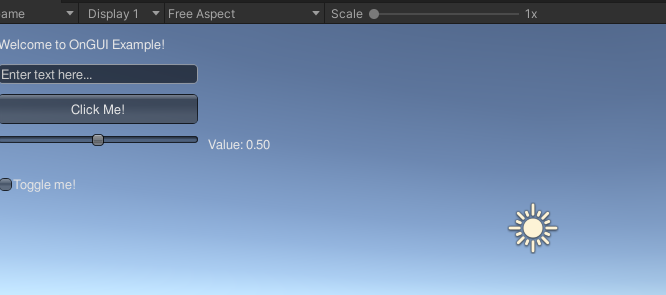 ame Display 1 Free Aspect Scale 1x
Welcome to OnGUI Example!
Enter text here...
Click Me!
Value: 0.50
Toggle me!